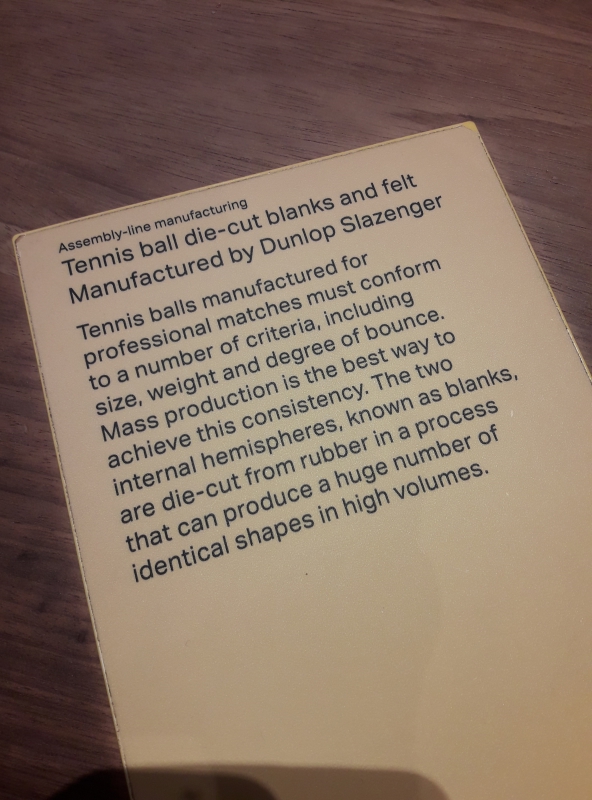 Assembly-line manufacturing
Tennis ball die-cut blanks and felt
Manufactured by Dunlop Slazenger
Tennis balls manufactured for
professional matches must conform
to a number of criteria, including
size, weight and degree of bounce.
Mass production is the best way to
achieve this consistency. The two
internal hemispheres, known as blanks,
are die-cut from rubber in a process
that can produce a huge number of
identical shapes in high volumes.